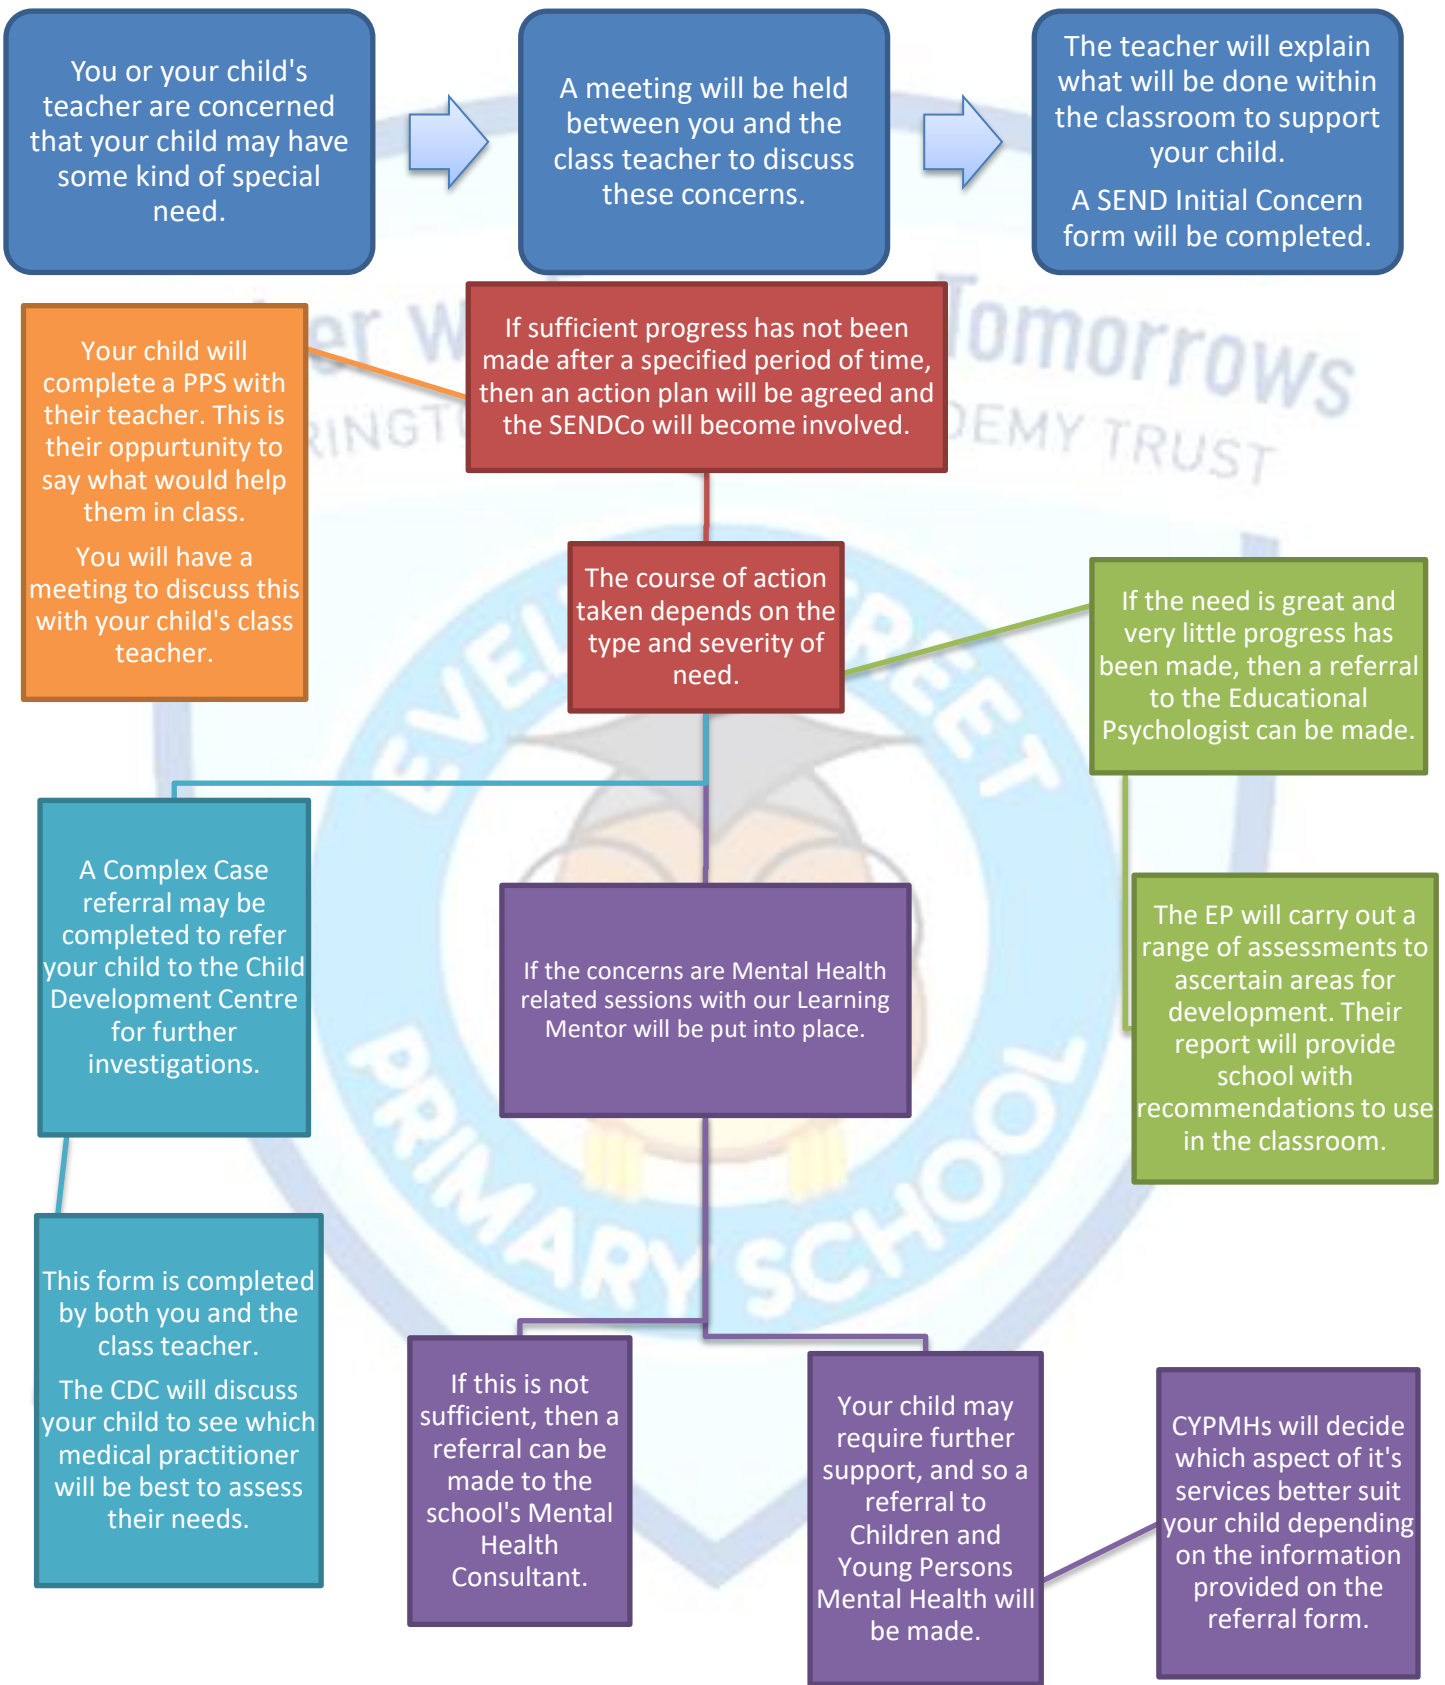 You or your child's
teacher are concerned
that your child may have
some kind of special
need.
A meeting will be held
between you and the
class teacher to discuss
these concerns.
The teacher will explain
what will be done within
the classroom to support
your child.
A SEND Initial Concern
form will be completed.
Your child will
complete a PPS with
their teacher. This is
their oppurtunity to
say what would help
them in class.
You will have a
meeting to discuss this
with your child's class
teacher.
If sufficient progress has not been
made after a specified period of time,
then an action plan will be agreed and
the SENDCo will become involved.
Tomorrows
TRUST
The course of action
taken depends on the
type and severity of
need.
If the need is great and
very little progress has
been made, then a referral
to the Educational
Psychologist can be made.
A Complex Case
referral may be
completed to refer
your child to the Child
Development Centre
for further
investigations.
If the concerns are Mental Health
related sessions with our Learning
Mentor will be put into place.
The EP will carry out a
range of assessments to
ascertain areas for
development. Their
report will provide
school with
recommendations to use
in the classroom.
PRIMARY SCHOOL
This form is completed
by both you and the
class teacher.
The CDC will discuss
your child to see which
medical practitioner
will be best to assess
their needs.
If this is not
sufficient, then a
referral can be
made to the
school's Mental
Health
Consultant.
Your child may
require further
support, and so a
referral to
Children and
Young Persons
Mental Health will
be made.
CYPMHs will decide
which aspect of it's
services better suit
your child depending
on the information
provided on the
referral form.